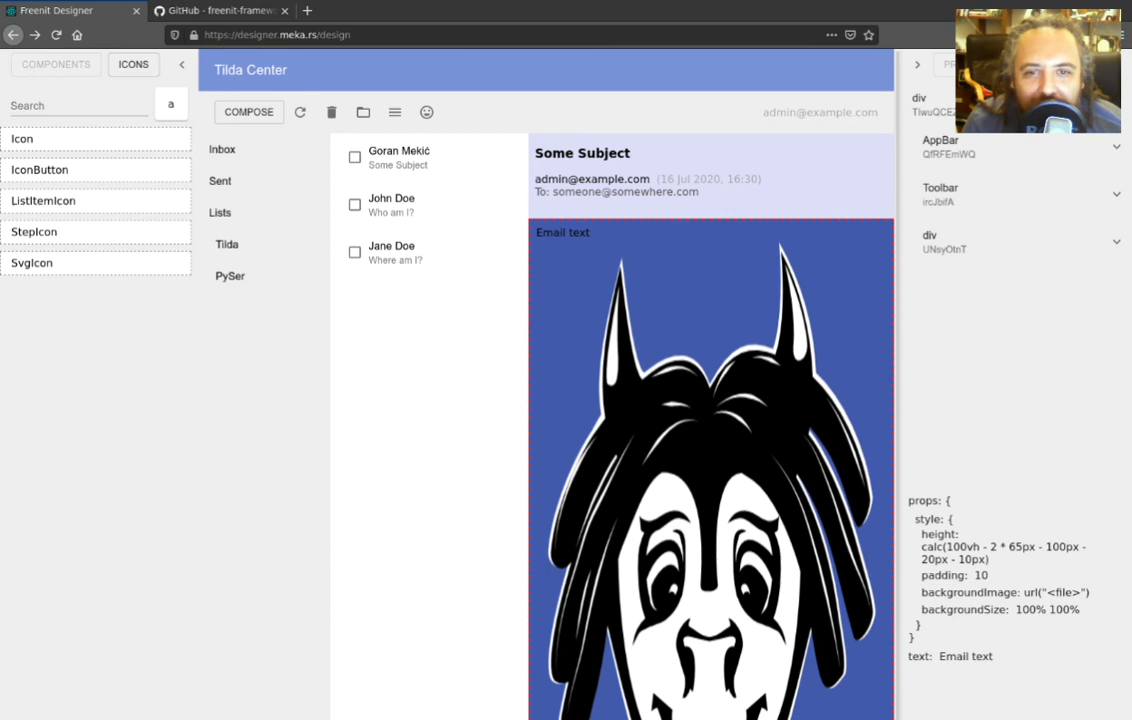 Freenit Designer
GitHub - freenit-framew
https://designer.meka.rs/design
COMPONENTS
ICONS
Search
a
Icon
IconButton
ListItemIcon
StepIcon
SvgIcon
Tilda Center
COMPOSE
admin@example.com
Inbox
Sent
Lists
Tilda
PySer
Goran Mekić
Some Subject
John Doe
Who am I?
Jane Doe
Where am I?
Some Subject
admin@example.com (16 Jul 2020, 16:30)
To: someone@somewhere.com
Email text
div
AppBar
QfRFEmWQ
Toolbar
ircJbifA
div
UNsyOtnT
props: {
style: {
height:
calc(100vh - 2 * 65px - 100px -
20px - 10px)
padding: 10
backgroundImage: url("<file>")
backgroundSize: 100% 100%
}
}
text: Email text